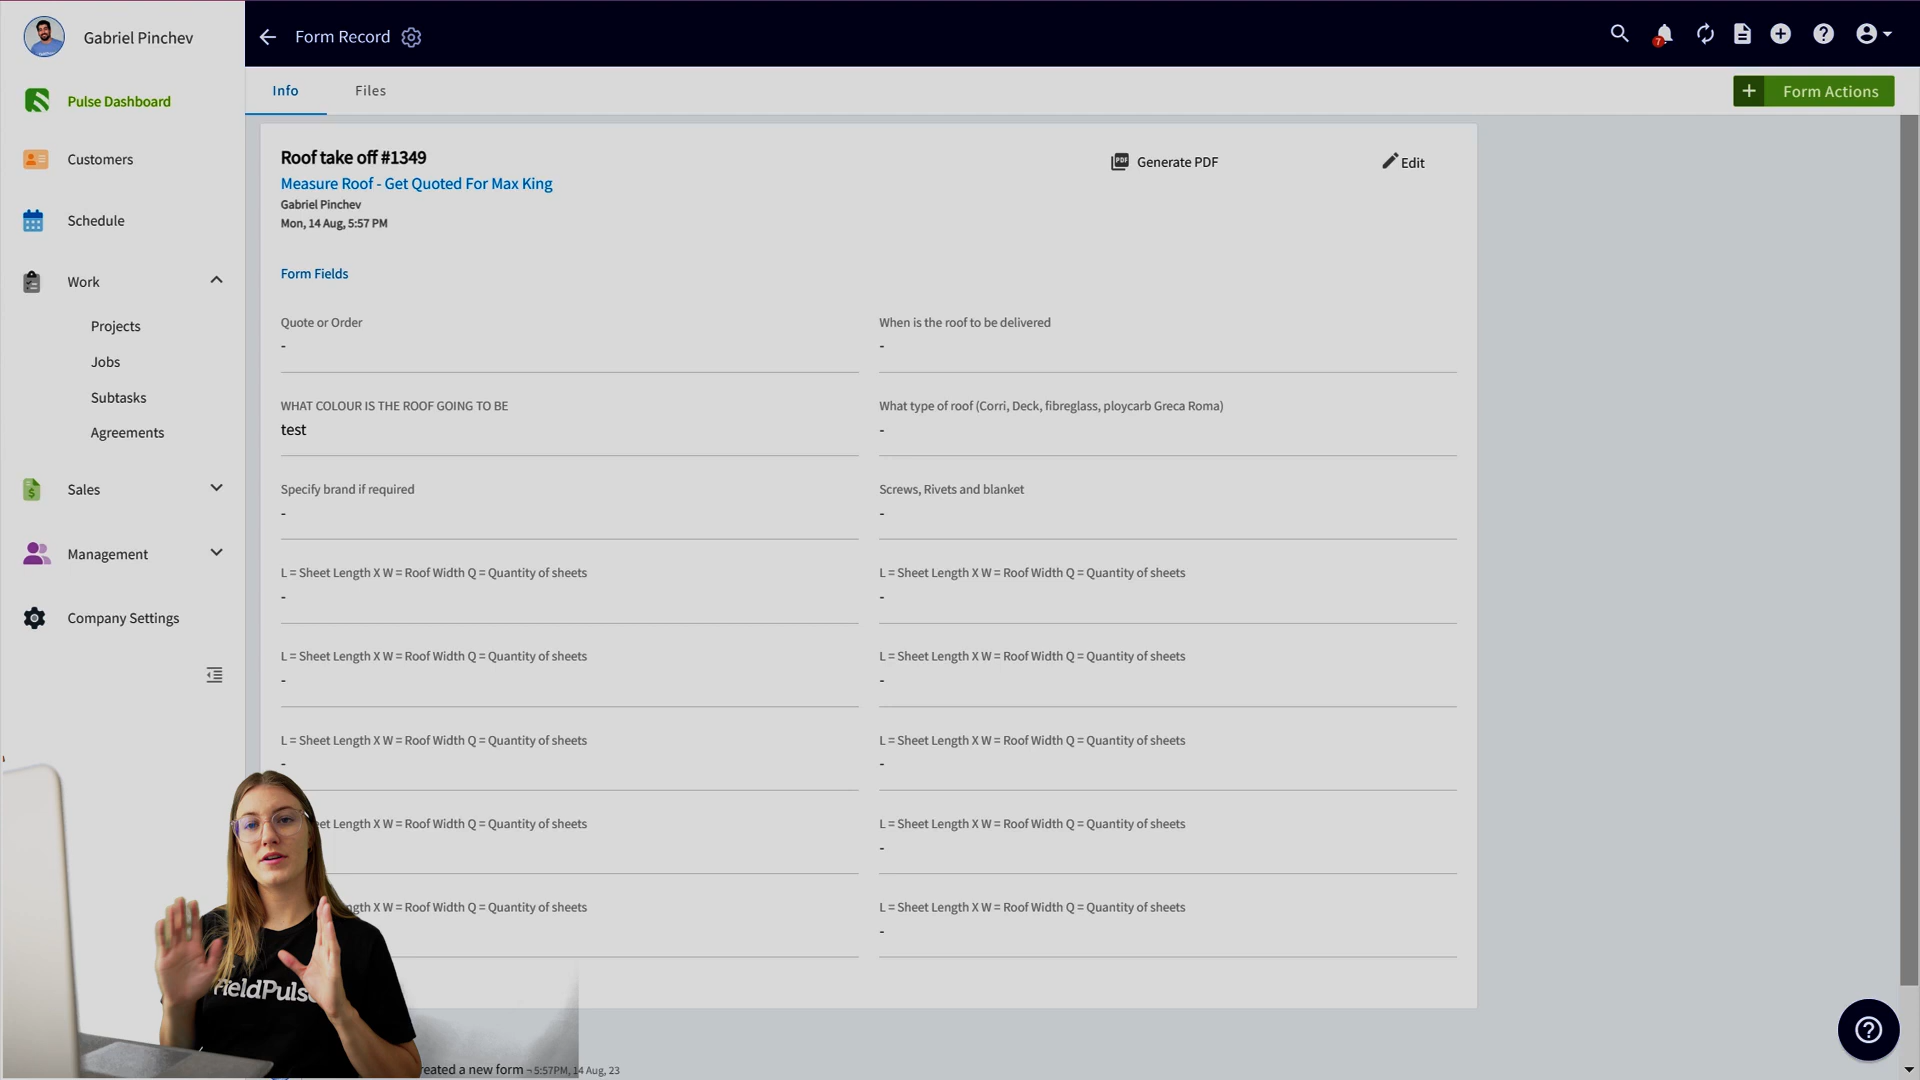 Gabriel Pinchev
Form Record
7
Pulse Dashboard
Customers
Schedule
Work
Projects
Jobs
Subtasks
Agreements
Sales
Management
Company Settings
Info
Files
+ Form Actions
Roof take off #1349
Measure Roof - Get Quoted For Max King
Gabriel Pinchev
Mon, 14 Aug, 5:57 PM
PDF Generate PDF
Edit
Form Fields
Quote or Order
-
When is the roof to be delivered
-
WHAT COLOUR IS THE ROOF GOING TO BE
test
What type of roof (Corri, Deck, fibreglass, ploycarb Greca Roma)
-
Specify brand if required
-
Screws, Rivets and blanket
-
L = Sheet Length X W = Roof Width Q = Quantity of sheets
-
L = Sheet Length X W = Roof Width Q = Quantity of sheets
-
L = Sheet Length X W = Roof Width Q = Quantity of sheets
-
L = Sheet Length X W = Roof Width Q = Quantity of sheets
-
L = Sheet Length X W = Roof Width Q = Quantity of sheets
-
L = Sheet Length X W = Roof Width Q = Quantity of sheets
-
Length X W = Roof Width Q = Quantity of sheets
L = Sheet Length X W = Roof Width Q = Quantity of sheets
-
X W = Roof Width Q = Quantity of sheets
L = Sheet Length X W = Roof Width Q = Quantity of sheets
-
FieldPulse
a new form ~ 5:57PM, 14 Aug, 23